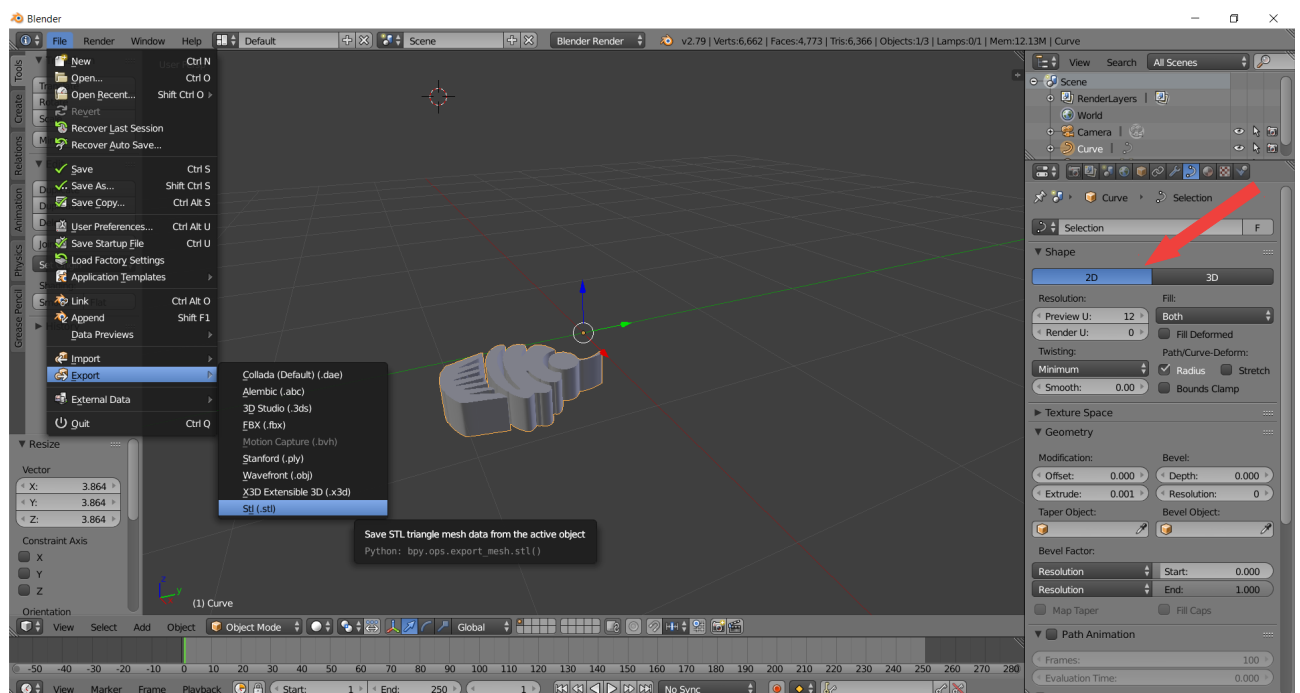 Blender
File Render Window Help Default Scene Blender Render v2.79 | Verts:6,662 | Faces:4,773 | Tris:6,366 | Objects:1/3 | Lamps:0/1 | Mem:12.13M | Curve
New Ctrl N
Open... Ctrl O
Open Recent... Shift Ctrl O
Revert
Recover Last Session
Recover Auto Save...
Save Ctrl S
Save As... Shift Ctrl S
Save Copy... Ctrl Alt S
User Preferences... Ctrl Alt U
Save Startup File Ctrl U
Load Factory Settings
Application Templates
Link Ctrl Alt O
Append Shift F1
Data Previews
Import
Export
External Data
Quit Ctrl Q
Collada (Default) (.dae)
Alembic (.abc)
3D Studio (.3ds)
FBX (.fbx)
Motion Capture (.bvh)
Stanford (.ply)
Wavefront (.obj)
X3D Extensible 3D (.x3d)
Stl (.stl)
Save STL triangle mesh data from the active object
Python: bpy.ops.export_mesh.stl()
Tools
Create
Relations
Animation
Physics
Grease Pencil
Resize
Vector
X: 3.864
Y: 3.864
Z: 3.864
Constraint Axis
X
Y
Z
Orientation
z
y
(1) Curve
View Select Add Object Object Mode Global
-50 -40 -30 -20 -10 0 10 20 30 40 50 60 70 80 90 100 110 120 130 140 150 160 170 180 190 200 210 220 230 240 250 260 270 280
View Marker Frame Playback Start: 1 End: 250 1 No Sync
View Search All Scenes
Scene
RenderLayers
World
Camera
Curve
Curve Selection
Selection F
Shape
2D 3D
Resolution: Fill:
Preview U: 12 Both
Render U: 0 Fill Deformed
Twisting: Path/Curve-Deform:
Minimum Radius Stretch
Smooth: 0.00 Bounds Clamp
Texture Space
Geometry
Modification: Bevel:
Offset: 0.000 Depth: 0.000
Extrude: 0.001 Resolution: 0
Taper Object: Bevel Object:
Bevel Factor:
Resolution Start: 0.000
Resolution End: 1.000
Map Taper Fill Caps
Path Animation
Frames: 100
Evaluation Time: 0.000